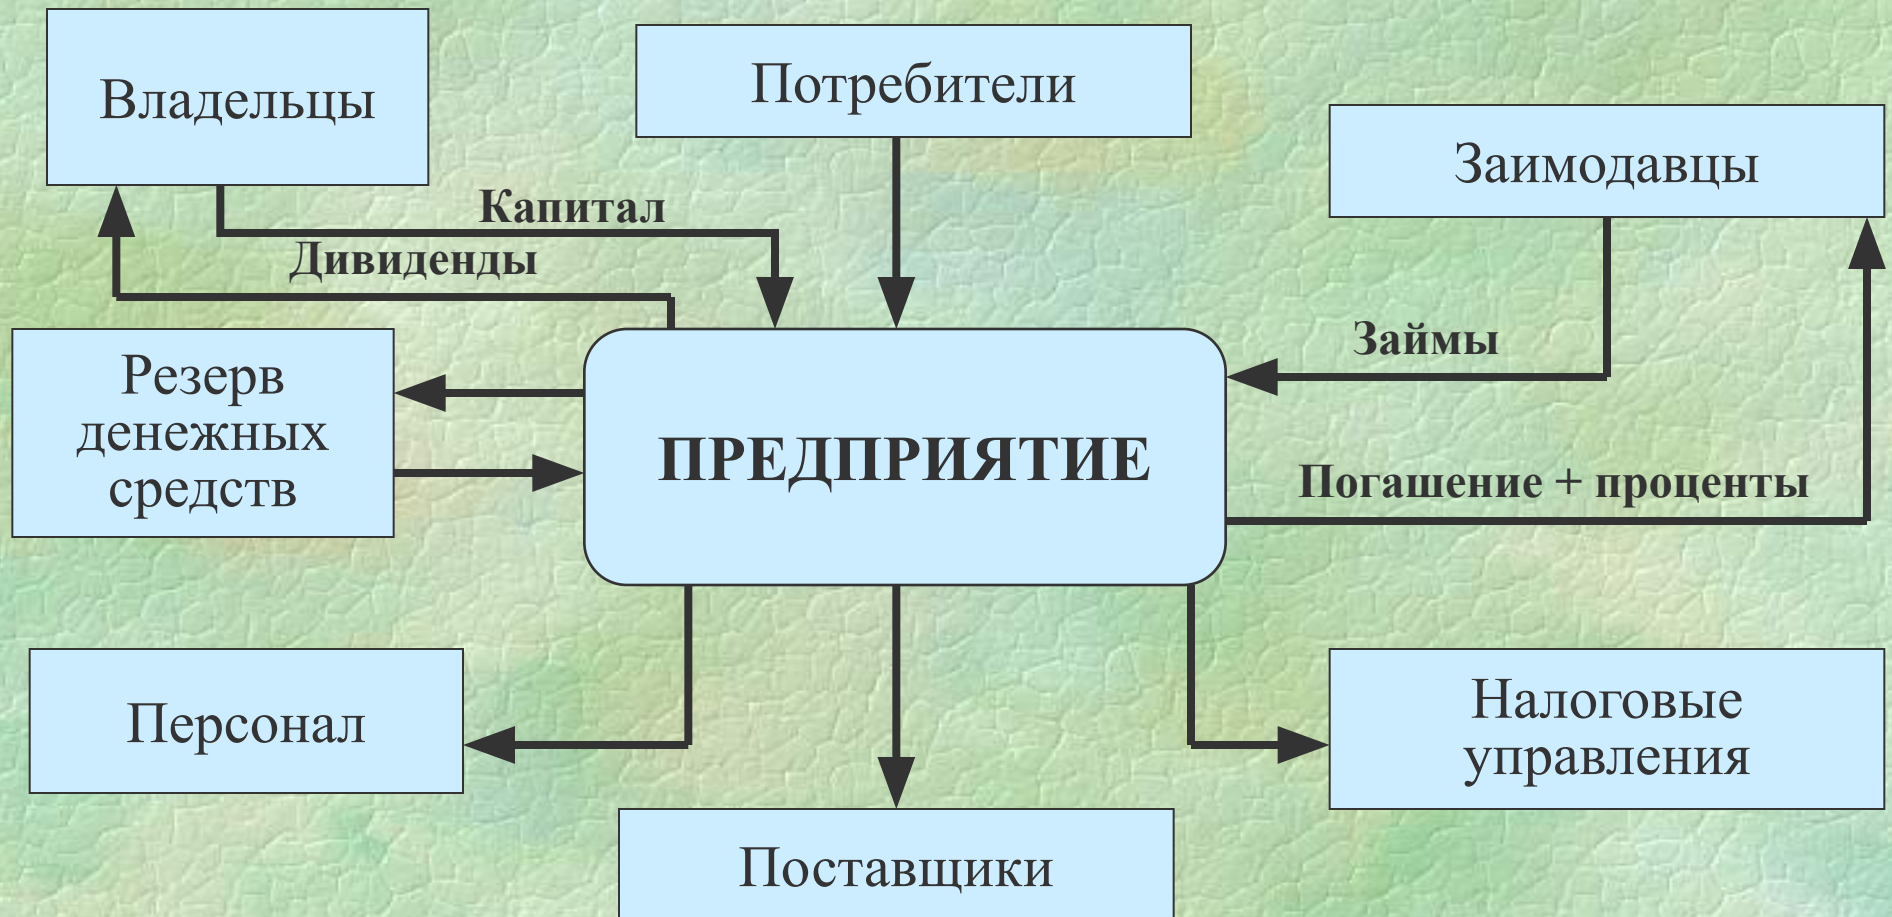 Владельцы
Потребители
Заимодавцы
Капитал
Дивиденды
Займы
Резерв
денежных
средств
ПРЕДПРИЯТИЕ
Погашение + проценты
Персонал
Налоговые
управления
Поставщики